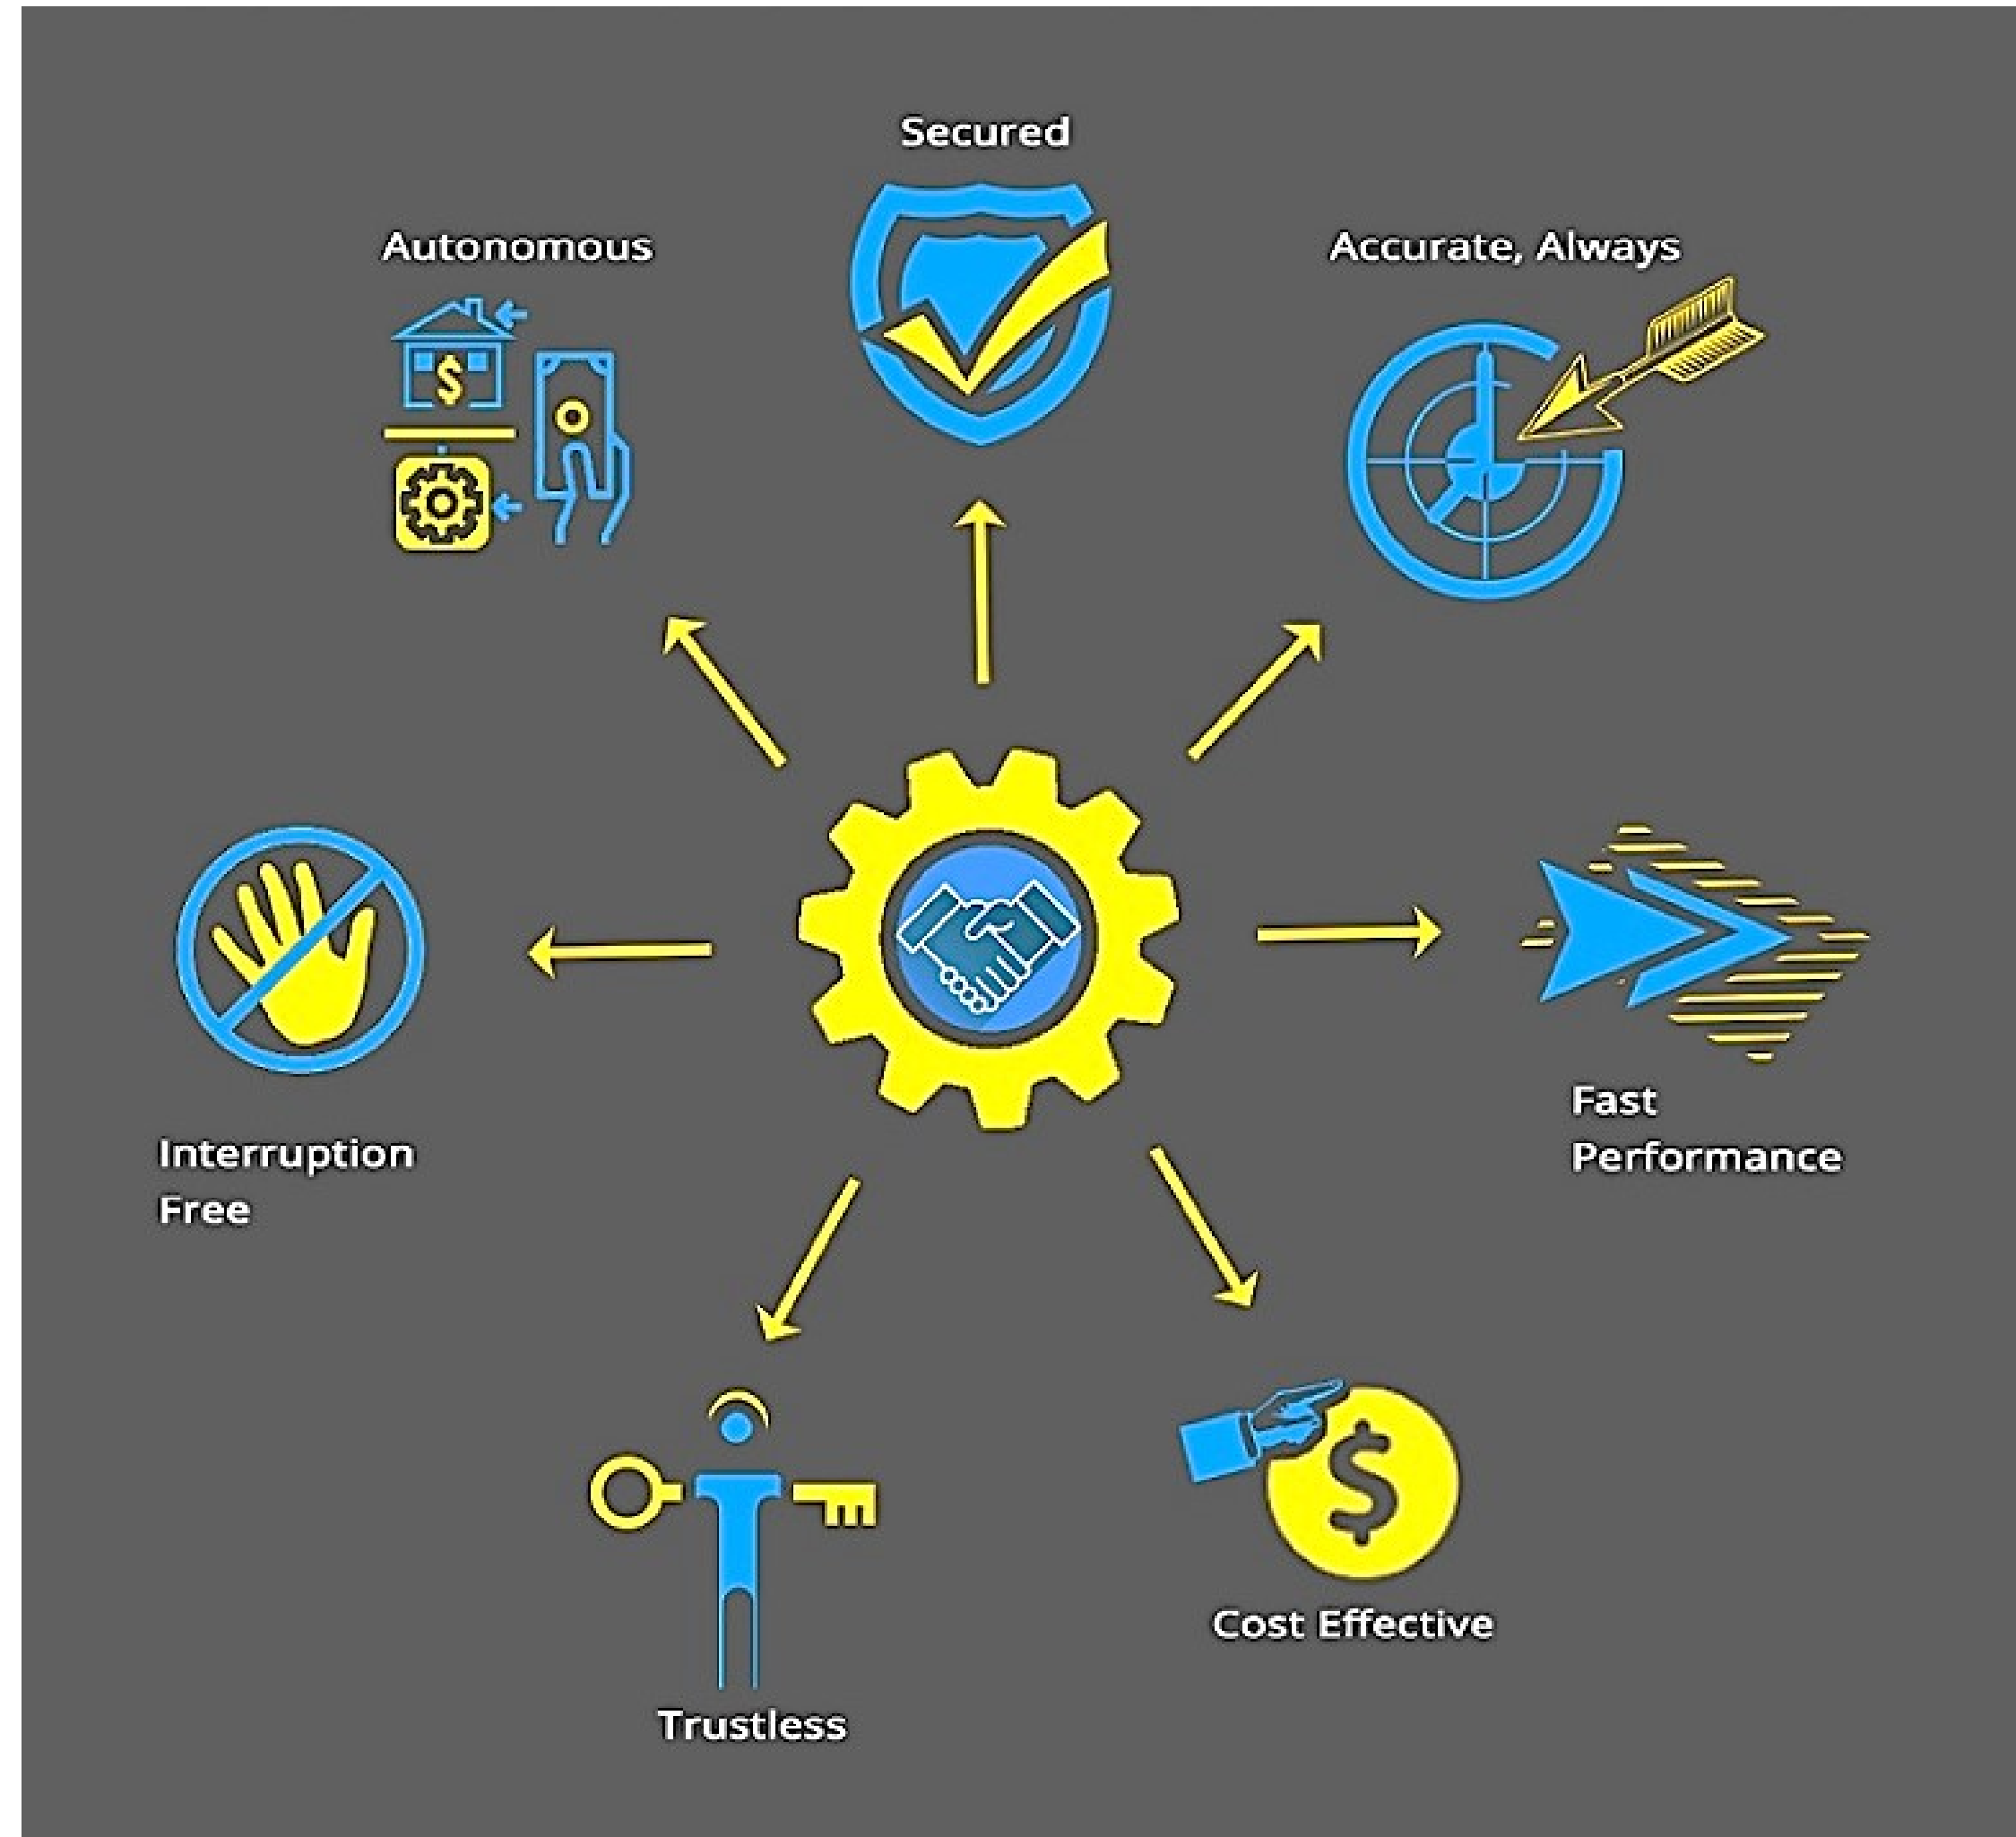 Secured
Autonomous
Accurate, Always
$
Fast
Performance
Interruption
Free
$
Cost Effective
Trustless